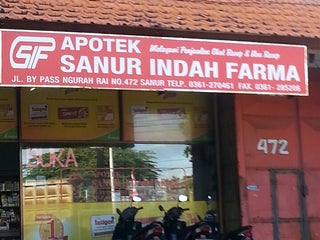 GIF APOTEK Melayani Penjualan Obat Resep & Non Resep
SANUR INDAH FARMA
JL. BY PASS NGURAH RAI NO.472 SANUR TELP. 0361-270461 FAX. 0361-285208
BUKA
472